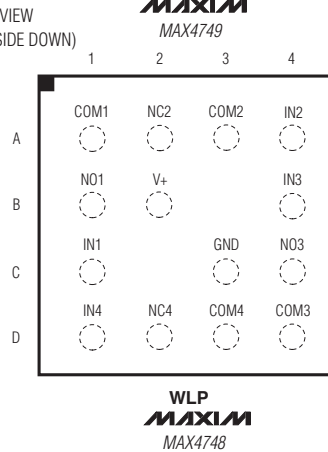 VIEW
SIDE DOWN)
MAXIM
MAX4749
1 2 3 4
A COM1 NC2 COM2 IN2
B NO1 V+ IN3
C IN1 GND NO3
D IN4 NC4 COM4 COM3
WLP
MAXIM
MAX4748